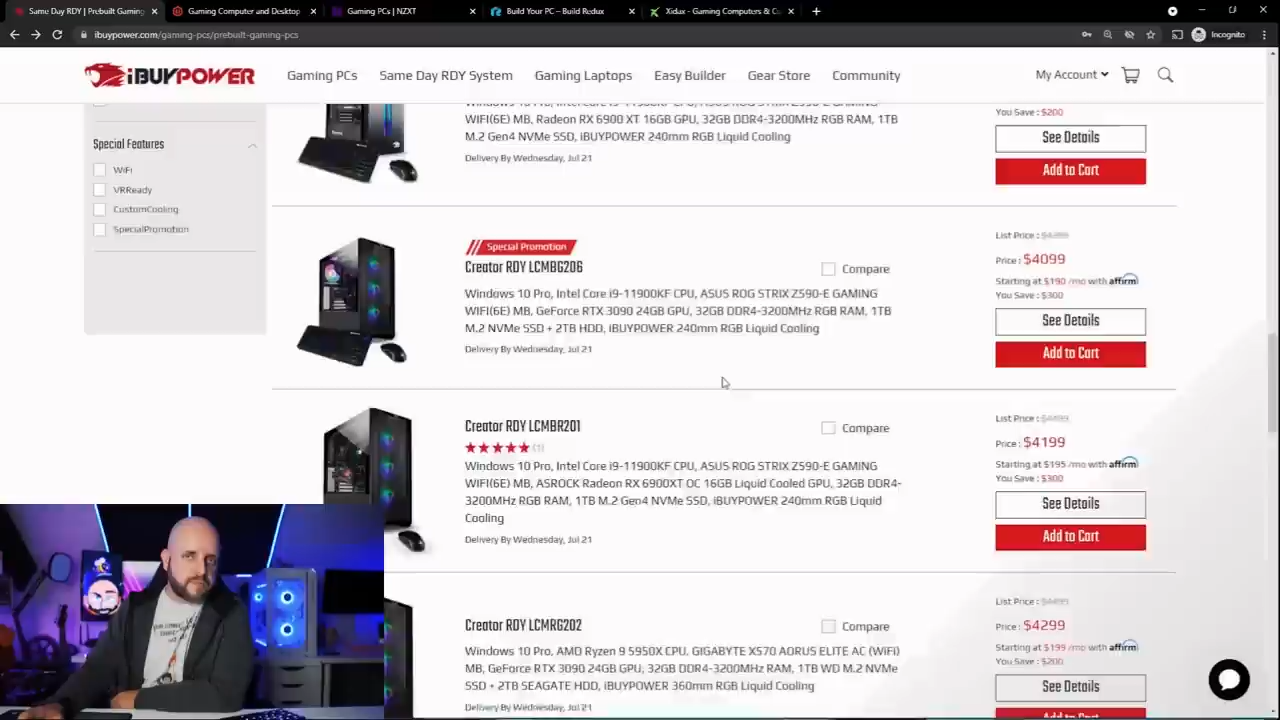 Same Day RDY | Prebuilt Gaming
Gaming Computer and Desktop
Gaming PCs | NZXT
Build Your PC – Build Redux
Xidax - Gaming Computers & Cu
ibuypower.com/gaming-pcs/prebuilt-gaming-pcs
Incognito
iBUYPOWER
Gaming PCs
Same Day RDY System
Gaming Laptops
Easy Builder
Gear Store
Community
My Account
Special Features
WiFi
VRReady
CustomCooling
SpecialPromotion
Windows 10 Pro, Intel Core i9-11900KF CPU, ASUS ROG STRIX Z590-E GAMING
WIFI(6E) MB, Radeon RX 6900 XT 16GB GPU, 32GB DDR4-3200MHz RGB RAM, 1TB
M.2 Gen4 NVMe SSD, iBUYPOWER 240mm RGB Liquid Cooling
Delivery By Wednesday, Jul 21
You Save : $200
See Details
Add to Cart
Special Promotion
Creator RDY LCMBG206
Compare
Windows 10 Pro, Intel Core i9-11900KF CPU, ASUS ROG STRIX Z590-E GAMING
WIFI(6E) MB, GeForce RTX 3090 24GB GPU, 32GB DDR4-3200MHz RGB RAM, 1TB
M.2 NVMe SSD + 2TB HDD, iBUYPOWER 240mm RGB Liquid Cooling
Delivery By Wednesday, Jul 21
List Price : $4399
Price : $4099
Starting at $190 /mo with affirm
You Save : $300
See Details
Add to Cart
Creator RDY LCMBR201
(1)
Compare
Windows 10 Pro, Intel Core i9-11900KF CPU, ASUS ROG STRIX Z590-E GAMING
WIFI(6E) MB, ASROCK Radeon RX 6900XT OC 16GB Liquid Cooled GPU, 32GB DDR4-
3200MHz RGB RAM, 1TB M.2 Gen4 NVMe SSD, iBUYPOWER 240mm RGB Liquid
Cooling
Delivery By Wednesday, Jul 21
List Price : $4499
Price : $4199
Starting at $195 /mo with affirm
You Save : $300
See Details
Add to Cart
Creator RDY LCMRG202
Compare
Windows 10 Pro, AMD Ryzen 9 5950X CPU, GIGABYTE X570 AORUS ELITE AC (WiFi)
MB, GeForce RTX 3090 24GB GPU, 32GB DDR4-3200MHz RAM, 1TB WD M.2 NVMe
SSD + 2TB SEAGATE HDD, iBUYPOWER 360mm RGB Liquid Cooling
Delivery By Wednesday, Jul 21
List Price : $4499
Price : $4299
Starting at $199 /mo with affirm
You Save : $200
See Details
Add to Cart